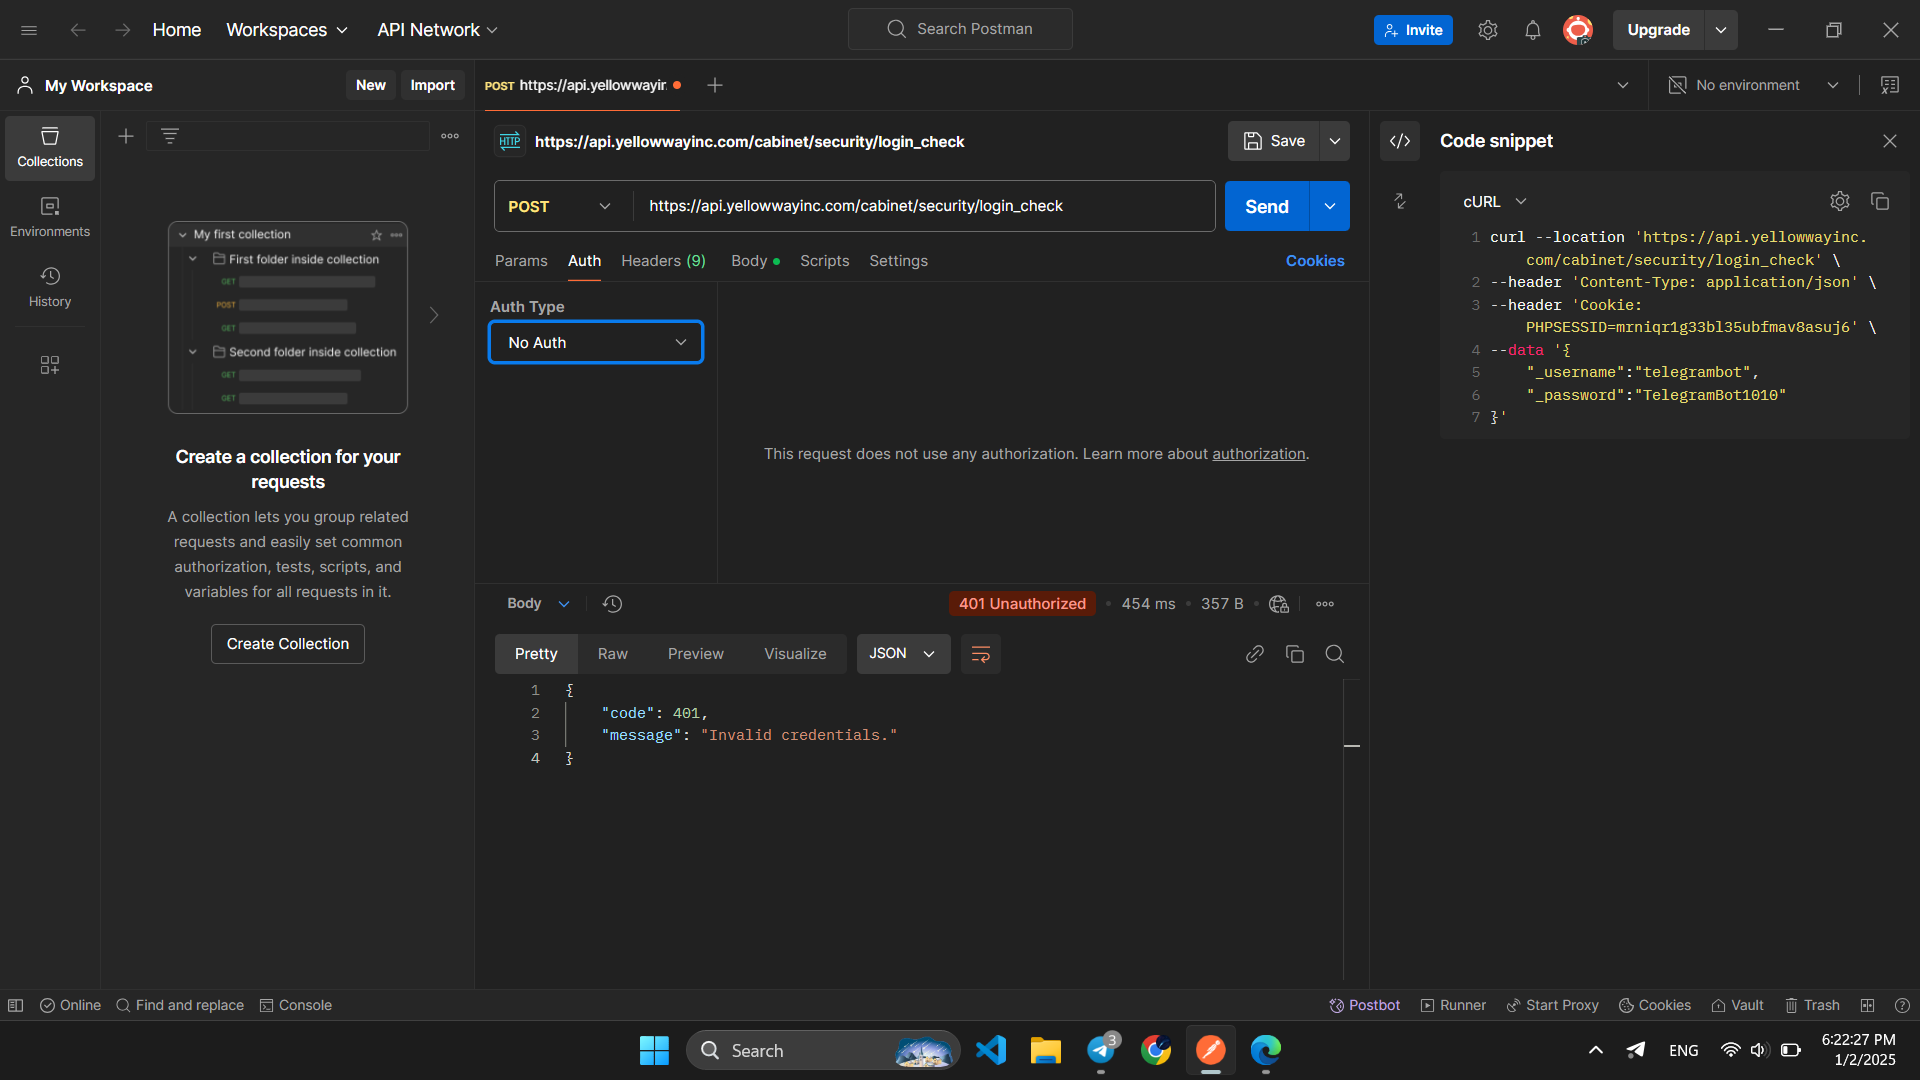 Home
Workspaces
API Network
Search Postman
Invite
Upgrade
My Workspace
New
Import
POST https://api.yellowwayin
No environment
Collections
Environments
History
My first collection
First folder inside collection
GET
POST
GET
Second folder inside collection
GET
GET
Create a collection for your
requests
A collection lets you group related
requests and easily set common
authorization, tests, scripts, and
variables for all requests in it.
Create Collection
HTTP
https://api.yellowwayinc.com/cabinet/security/login_check
Save
POST
https://api.yellowwayinc.com/cabinet/security/login_check
Send
Params
Auth
Headers (9)
Body
Scripts
Settings
Cookies
Auth Type
No Auth
This request does not use any authorization. Learn more about authorization.
Body
401 Unauthorized
454 ms
357 B
Pretty
Raw
Preview
Visualize
JSON
1 {
2 "code": 401,
3 "message": "Invalid credentials."
4 }
</> Code snippet
cURL
1 curl --location 'https://api.yellowwayinc.
com/cabinet/security/login_check' \
2 --header 'Content-Type: application/json' \
3 --header 'Cookie:
PHPSESSID=mrniqr1g33bl35ubfmav8asuj6' \
4 --data '{
5 "_username":"telegrambot",
6 "_password":"TelegramBot1010"
7 }'
Online
Find and replace
Console
Postbot
Runner
Start Proxy
Cookies
Vault
Trash
Search
3
ENG
6:22:27 PM
1/2/2025